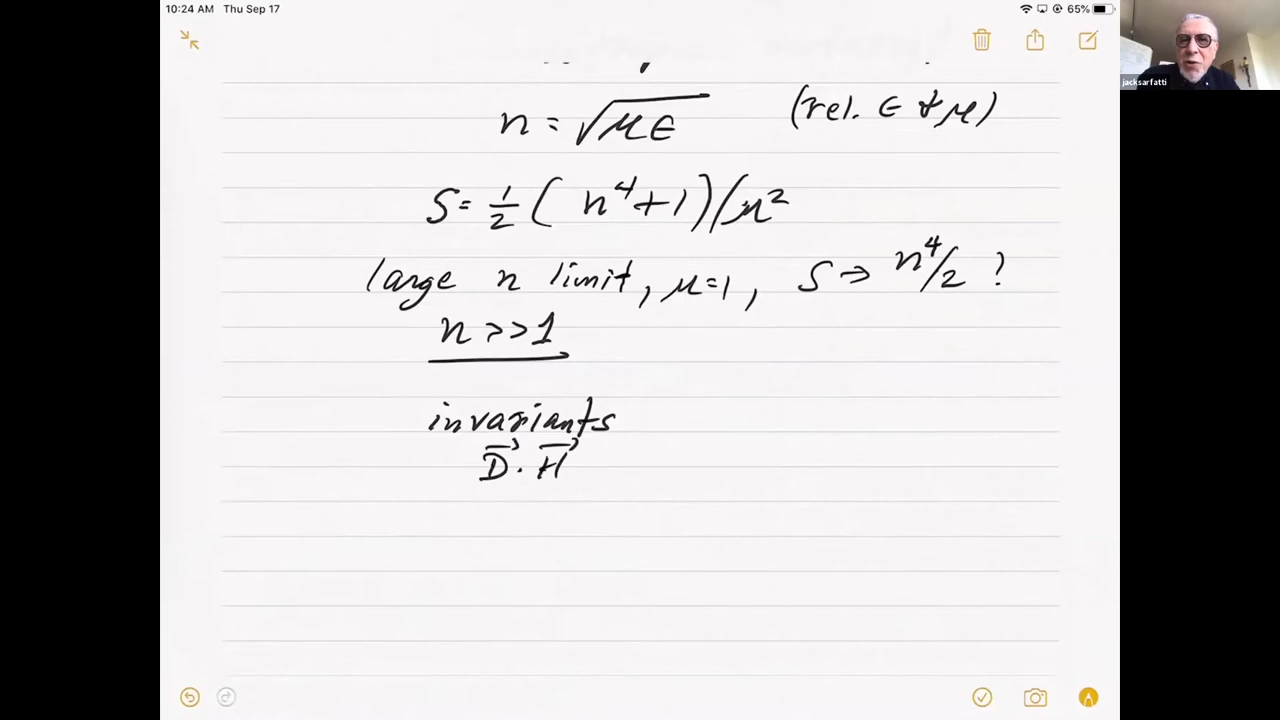 10:24 AM Thu Sep 17
65%
jacksarfatti
n = √με (rel. ε & μ)
S = 1/2 ( n⁴+1)/μ²
large n limit, μ=1, S ⇒ n⁴/2 ?
n >> 1
invariants
D⃗ · H⃗